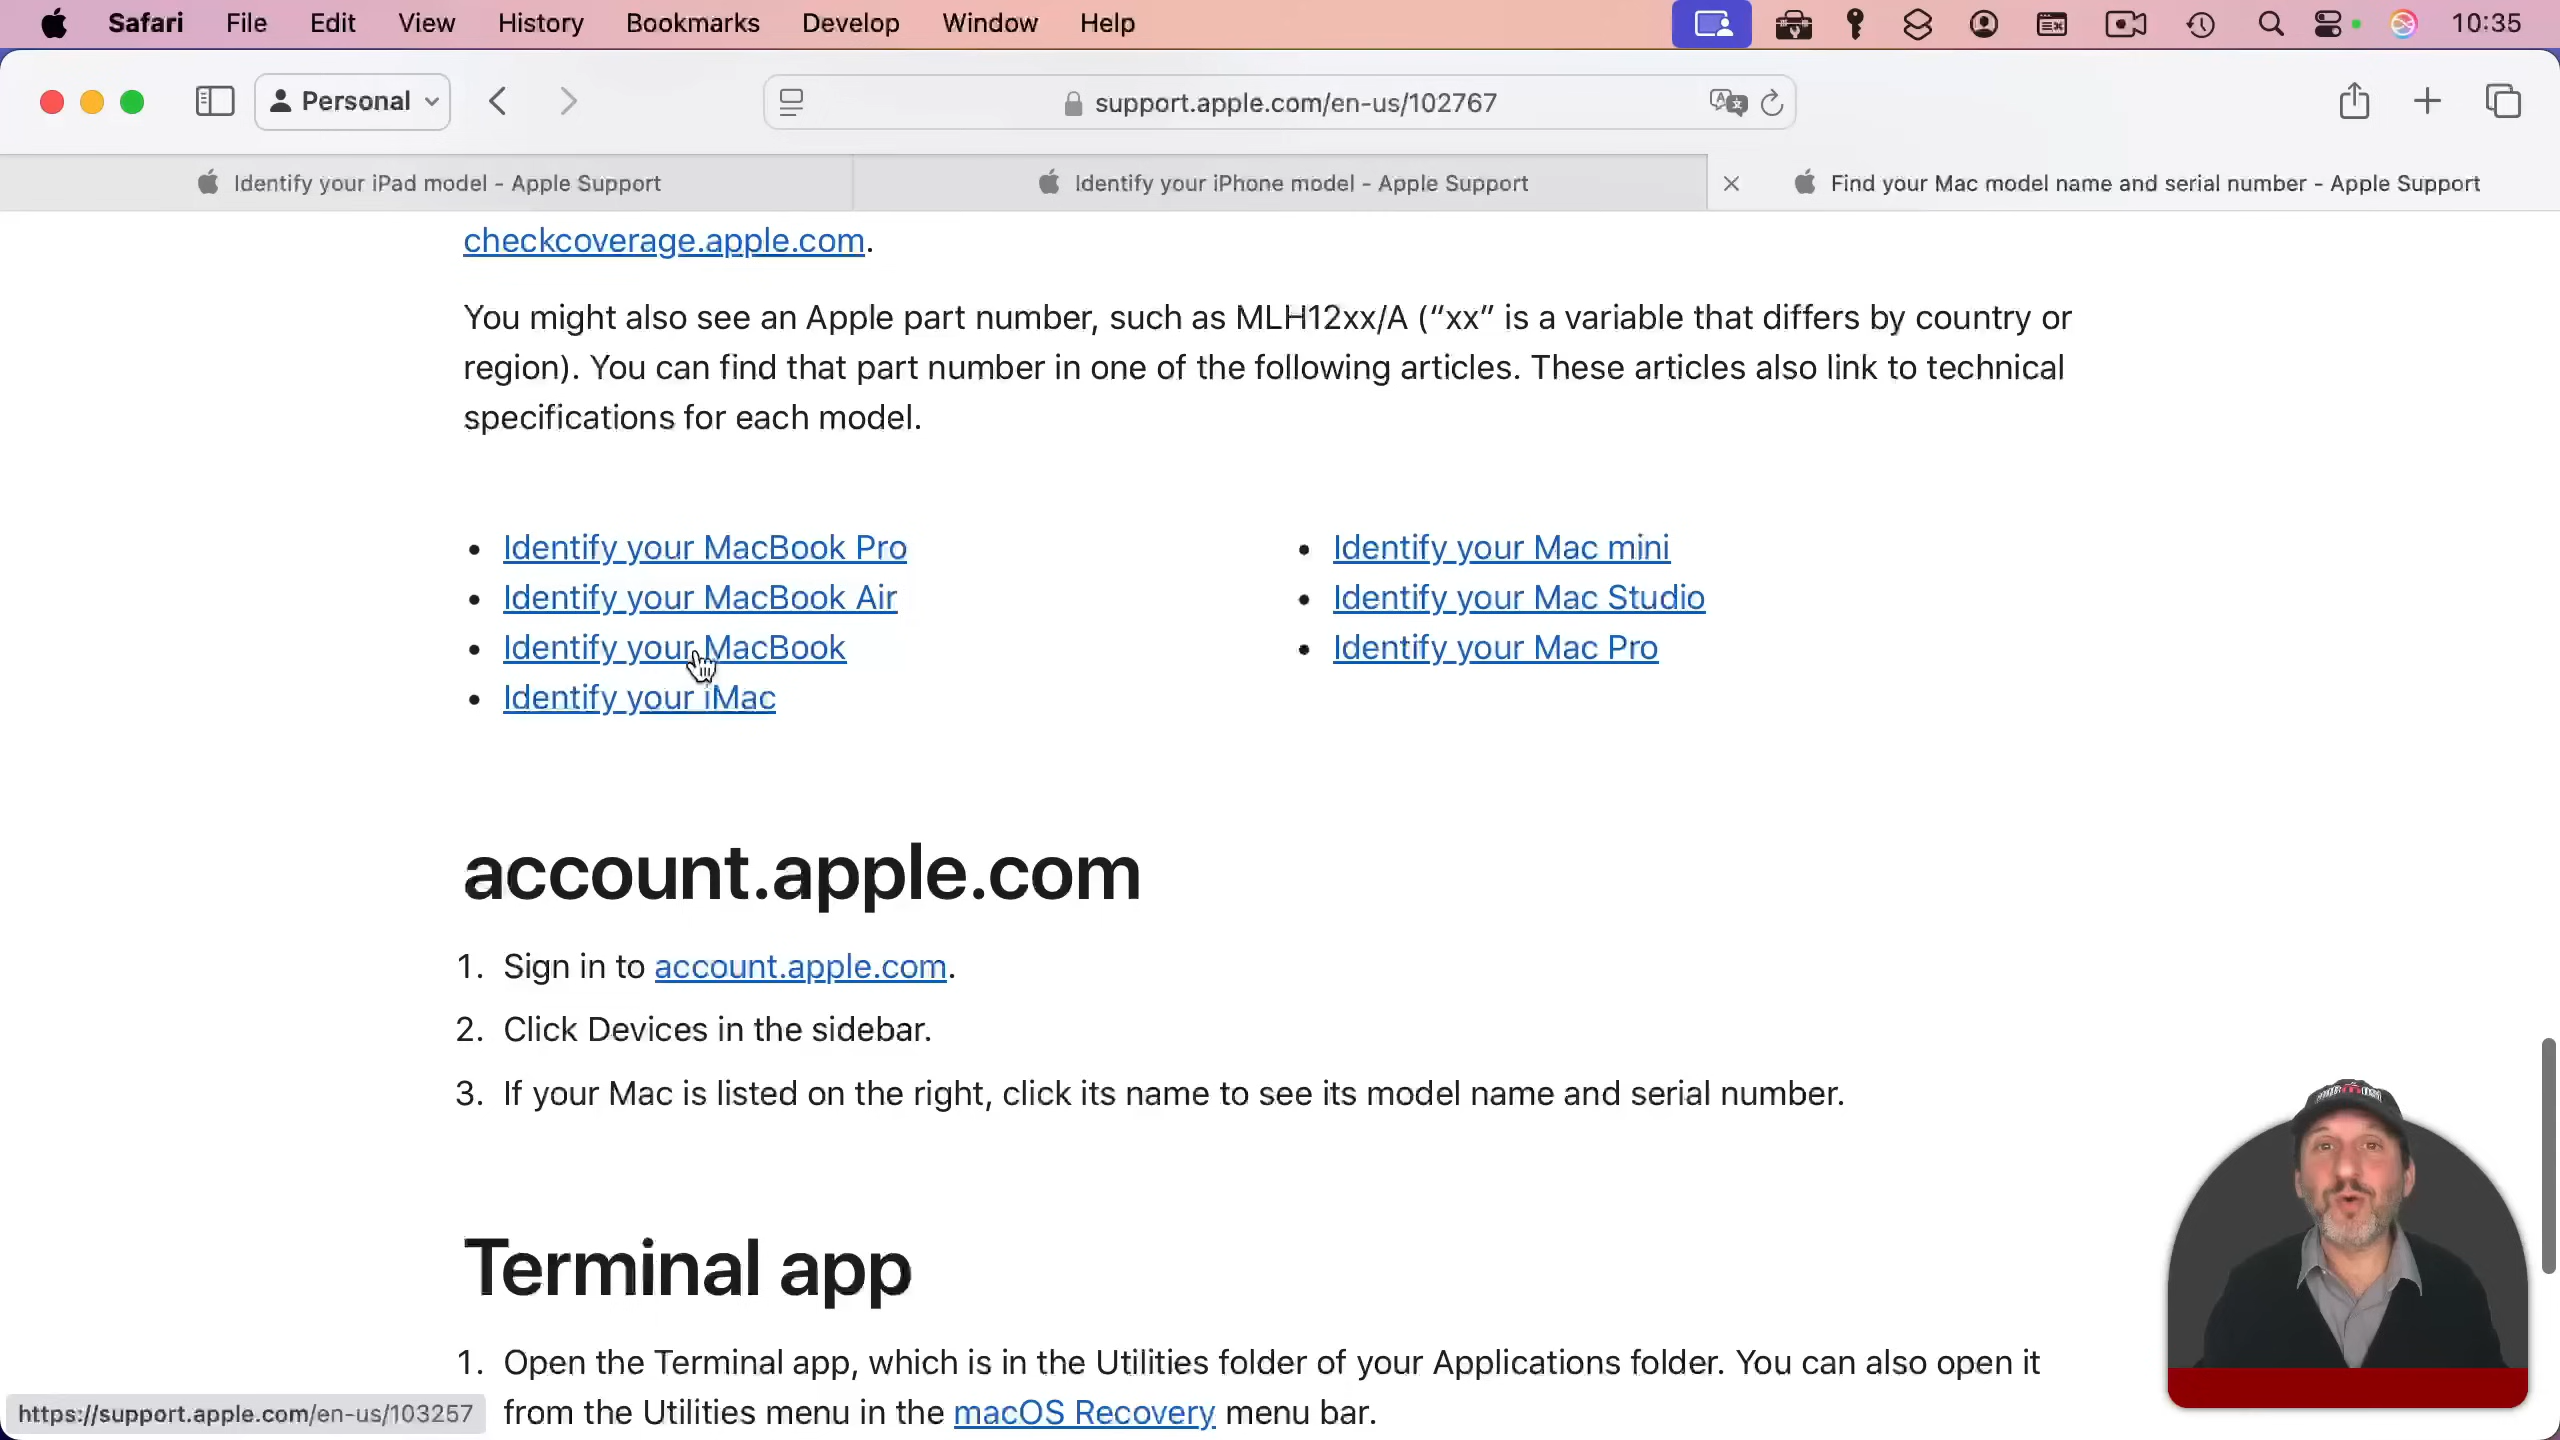 Safari File Edit View History Bookmarks Develop Window Help 10:35
Personal support.apple.com/en-us/102767
Identify your iPad model - Apple Support Identify your iPhone model - Apple Support Find your Mac model name and serial number - Apple Support
checkcoverage.apple.com.
You might also see an Apple part number, such as MLH12xx/A (“xx” is a variable that differs by country or
region). You can find that part number in one of the following articles. These articles also link to technical
specifications for each model.
• Identify your MacBook Pro
• Identify your MacBook Air
• Identify your MacBook
• Identify your iMac
• Identify your Mac mini
• Identify your Mac Studio
• Identify your Mac Pro
account.apple.com
1. Sign in to account.apple.com.
2. Click Devices in the sidebar.
3. If your Mac is listed on the right, click its name to see its model name and serial number.
Terminal app
1. Open the Terminal app, which is in the Utilities folder of your Applications folder. You can also open it
from the Utilities menu in the macOS Recovery menu bar.
https://support.apple.com/en-us/103257